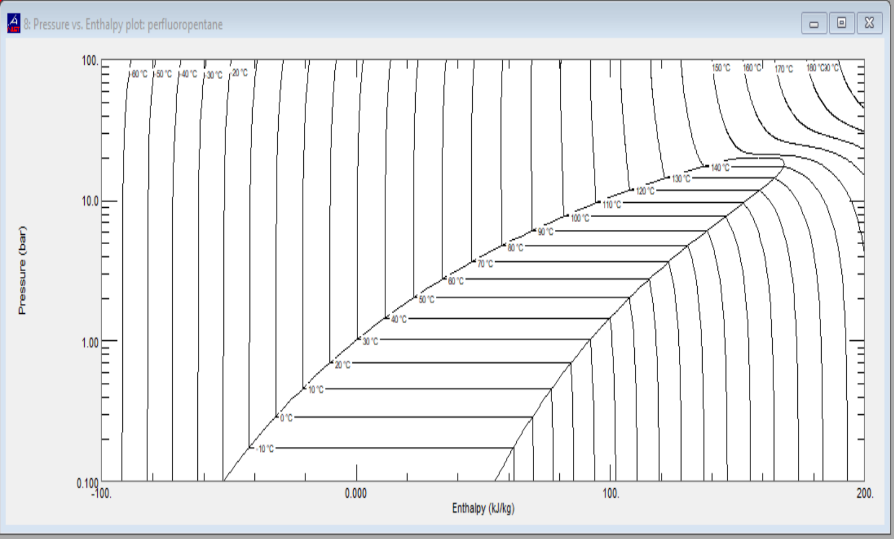 8: Pressure vs. Enthalpy plot: perfluoropentane
100.
-60 °C -50 °C -40 °C -30 °C -20 °C
150 °C 160 °C 170 °C 180 °C
140 °C
130 °C
120 °C
10.0
110 °C
100 °C
90 °C
80 °C
70 °C
60 °C
50 °C
40 °C
1.00
30 °C
20 °C
10 °C
0 °C
-10 °C
0.100
-100. 0.000 100. 200.
Enthalpy (kJ/kg)
Pressure (bar)